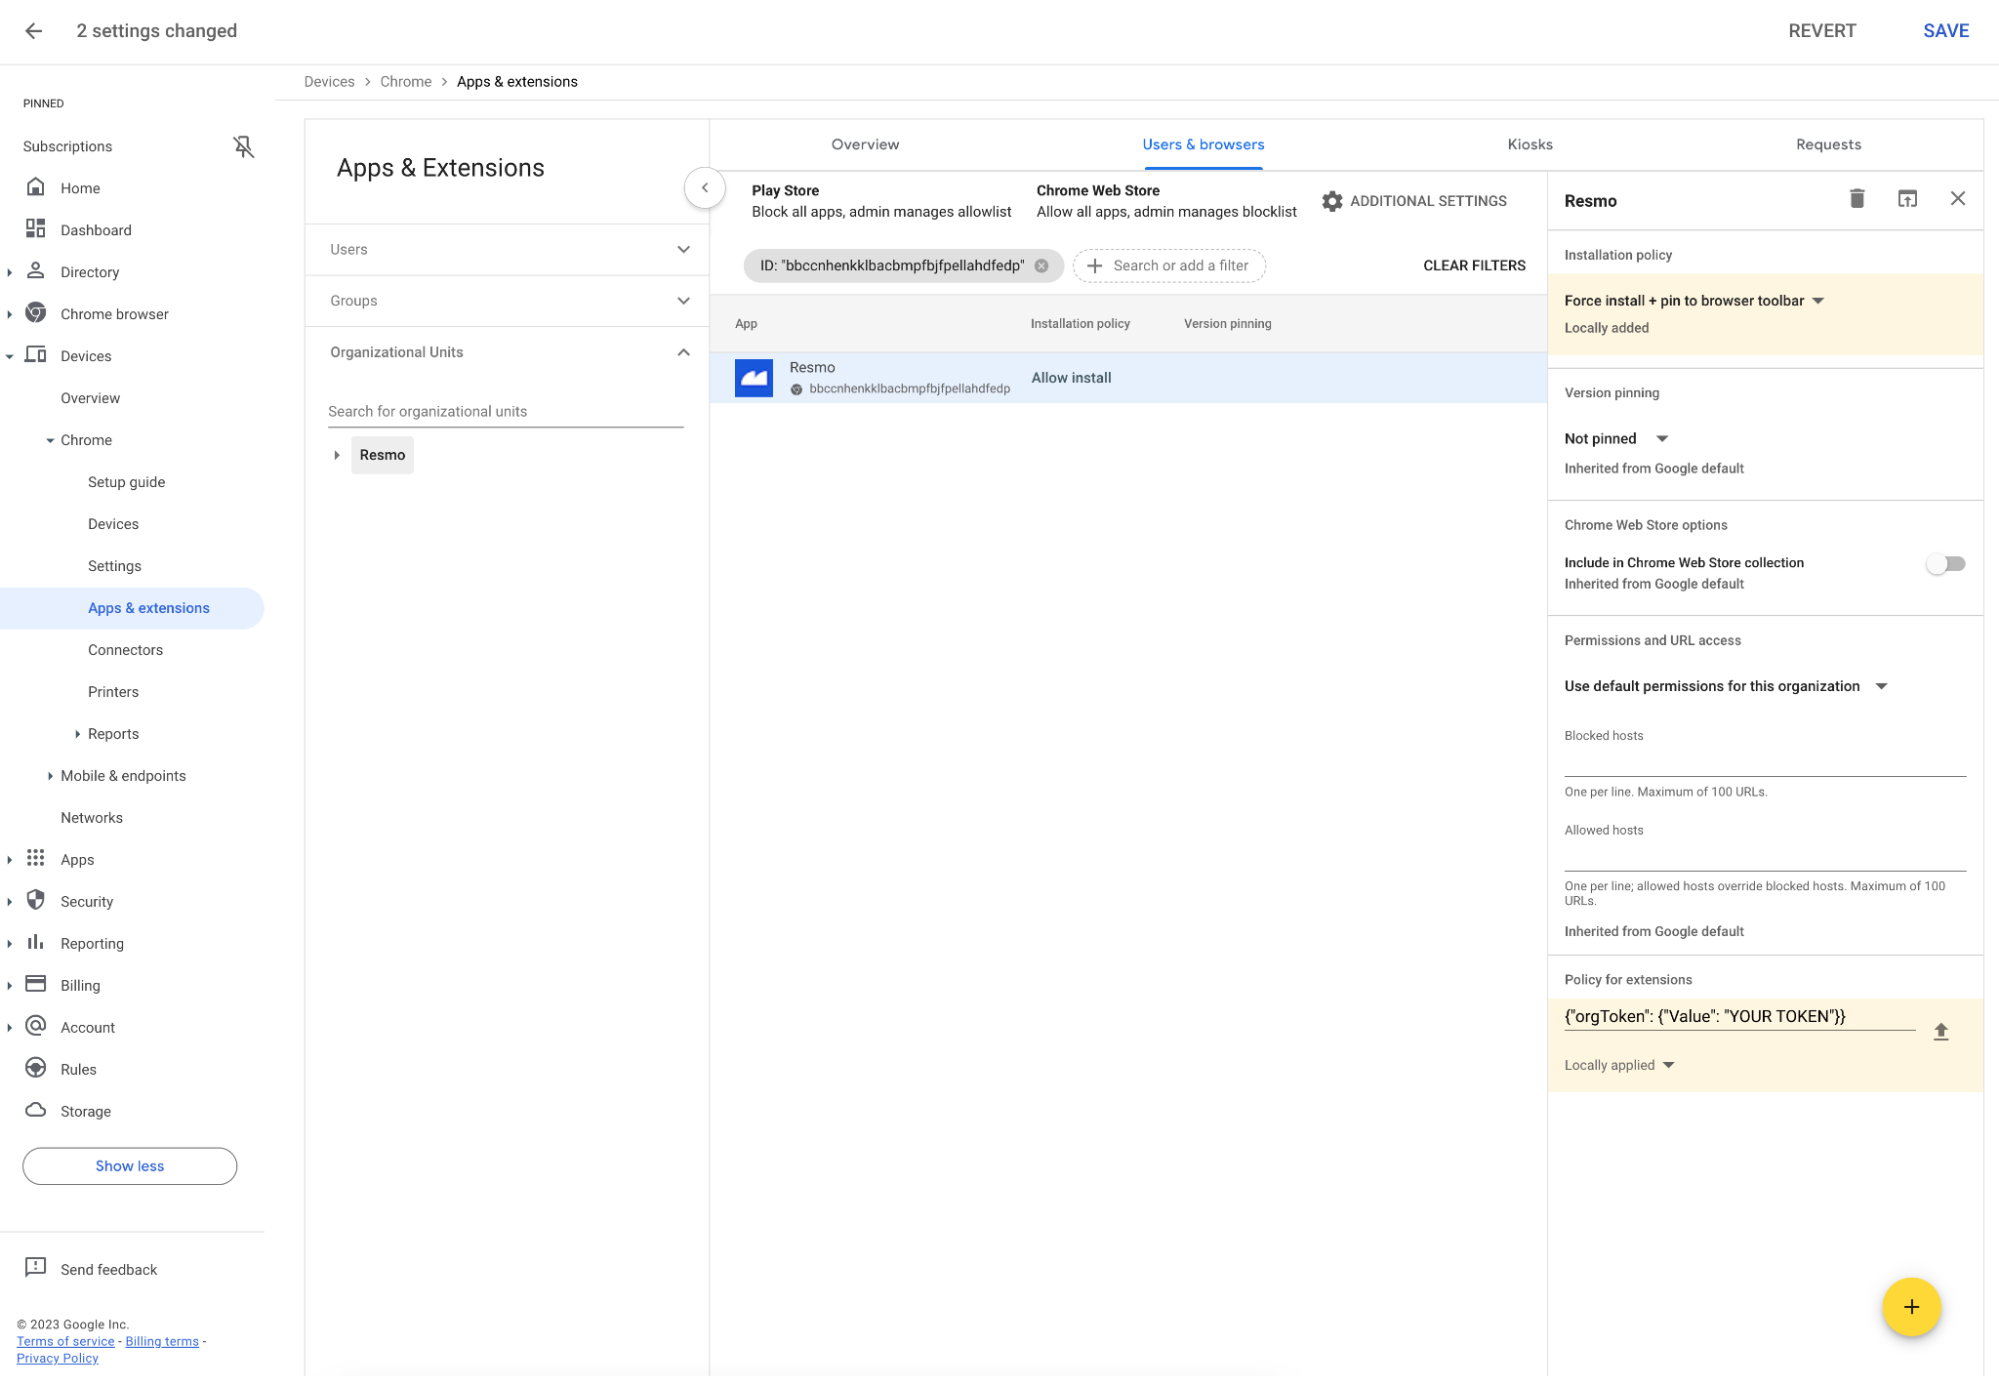 2 settings changed
REVERT
SAVE
PINNED
Subscriptions
Home
Dashboard
Directory
Chrome browser
Devices
Overview
Chrome
Setup guide
Devices
Settings
Apps & extensions
Connectors
Printers
Reports
Mobile & endpoints
Networks
Apps
Security
Reporting
Billing
Account
Rules
Storage
Show less
Send feedback
© 2023 Google Inc.
Terms of service - Billing terms -
Privacy Policy
Devices > Chrome > Apps & extensions
Apps & Extensions
Users
Groups
Organizational Units
Search for organizational units
Resmo
Overview
Users & browsers
Kiosks
Requests
Play Store
Block all apps, admin manages allowlist
Chrome Web Store
Allow all apps, admin manages blocklist
ADDITIONAL SETTINGS
ID: "bbccnhenkklbacbmpfbjfpellahdfedp"
Search or add a filter
CLEAR FILTERS
App
Installation policy
Version pinning
Resmo
bbccnhenkklbacbmpfbjfpellahdfedp
Allow install
Resmo
Installation policy
Force install + pin to browser toolbar
Locally added
Version pinning
Not pinned
Inherited from Google default
Chrome Web Store options
Include in Chrome Web Store collection
Inherited from Google default
Permissions and URL access
Use default permissions for this organization
Blocked hosts
One per line. Maximum of 100 URLs.
Allowed hosts
One per line; allowed hosts override blocked hosts. Maximum of 100
URLs.
Inherited from Google default
Policy for extensions
{"orgToken": {"Value": "YOUR TOKEN"}}
Locally applied